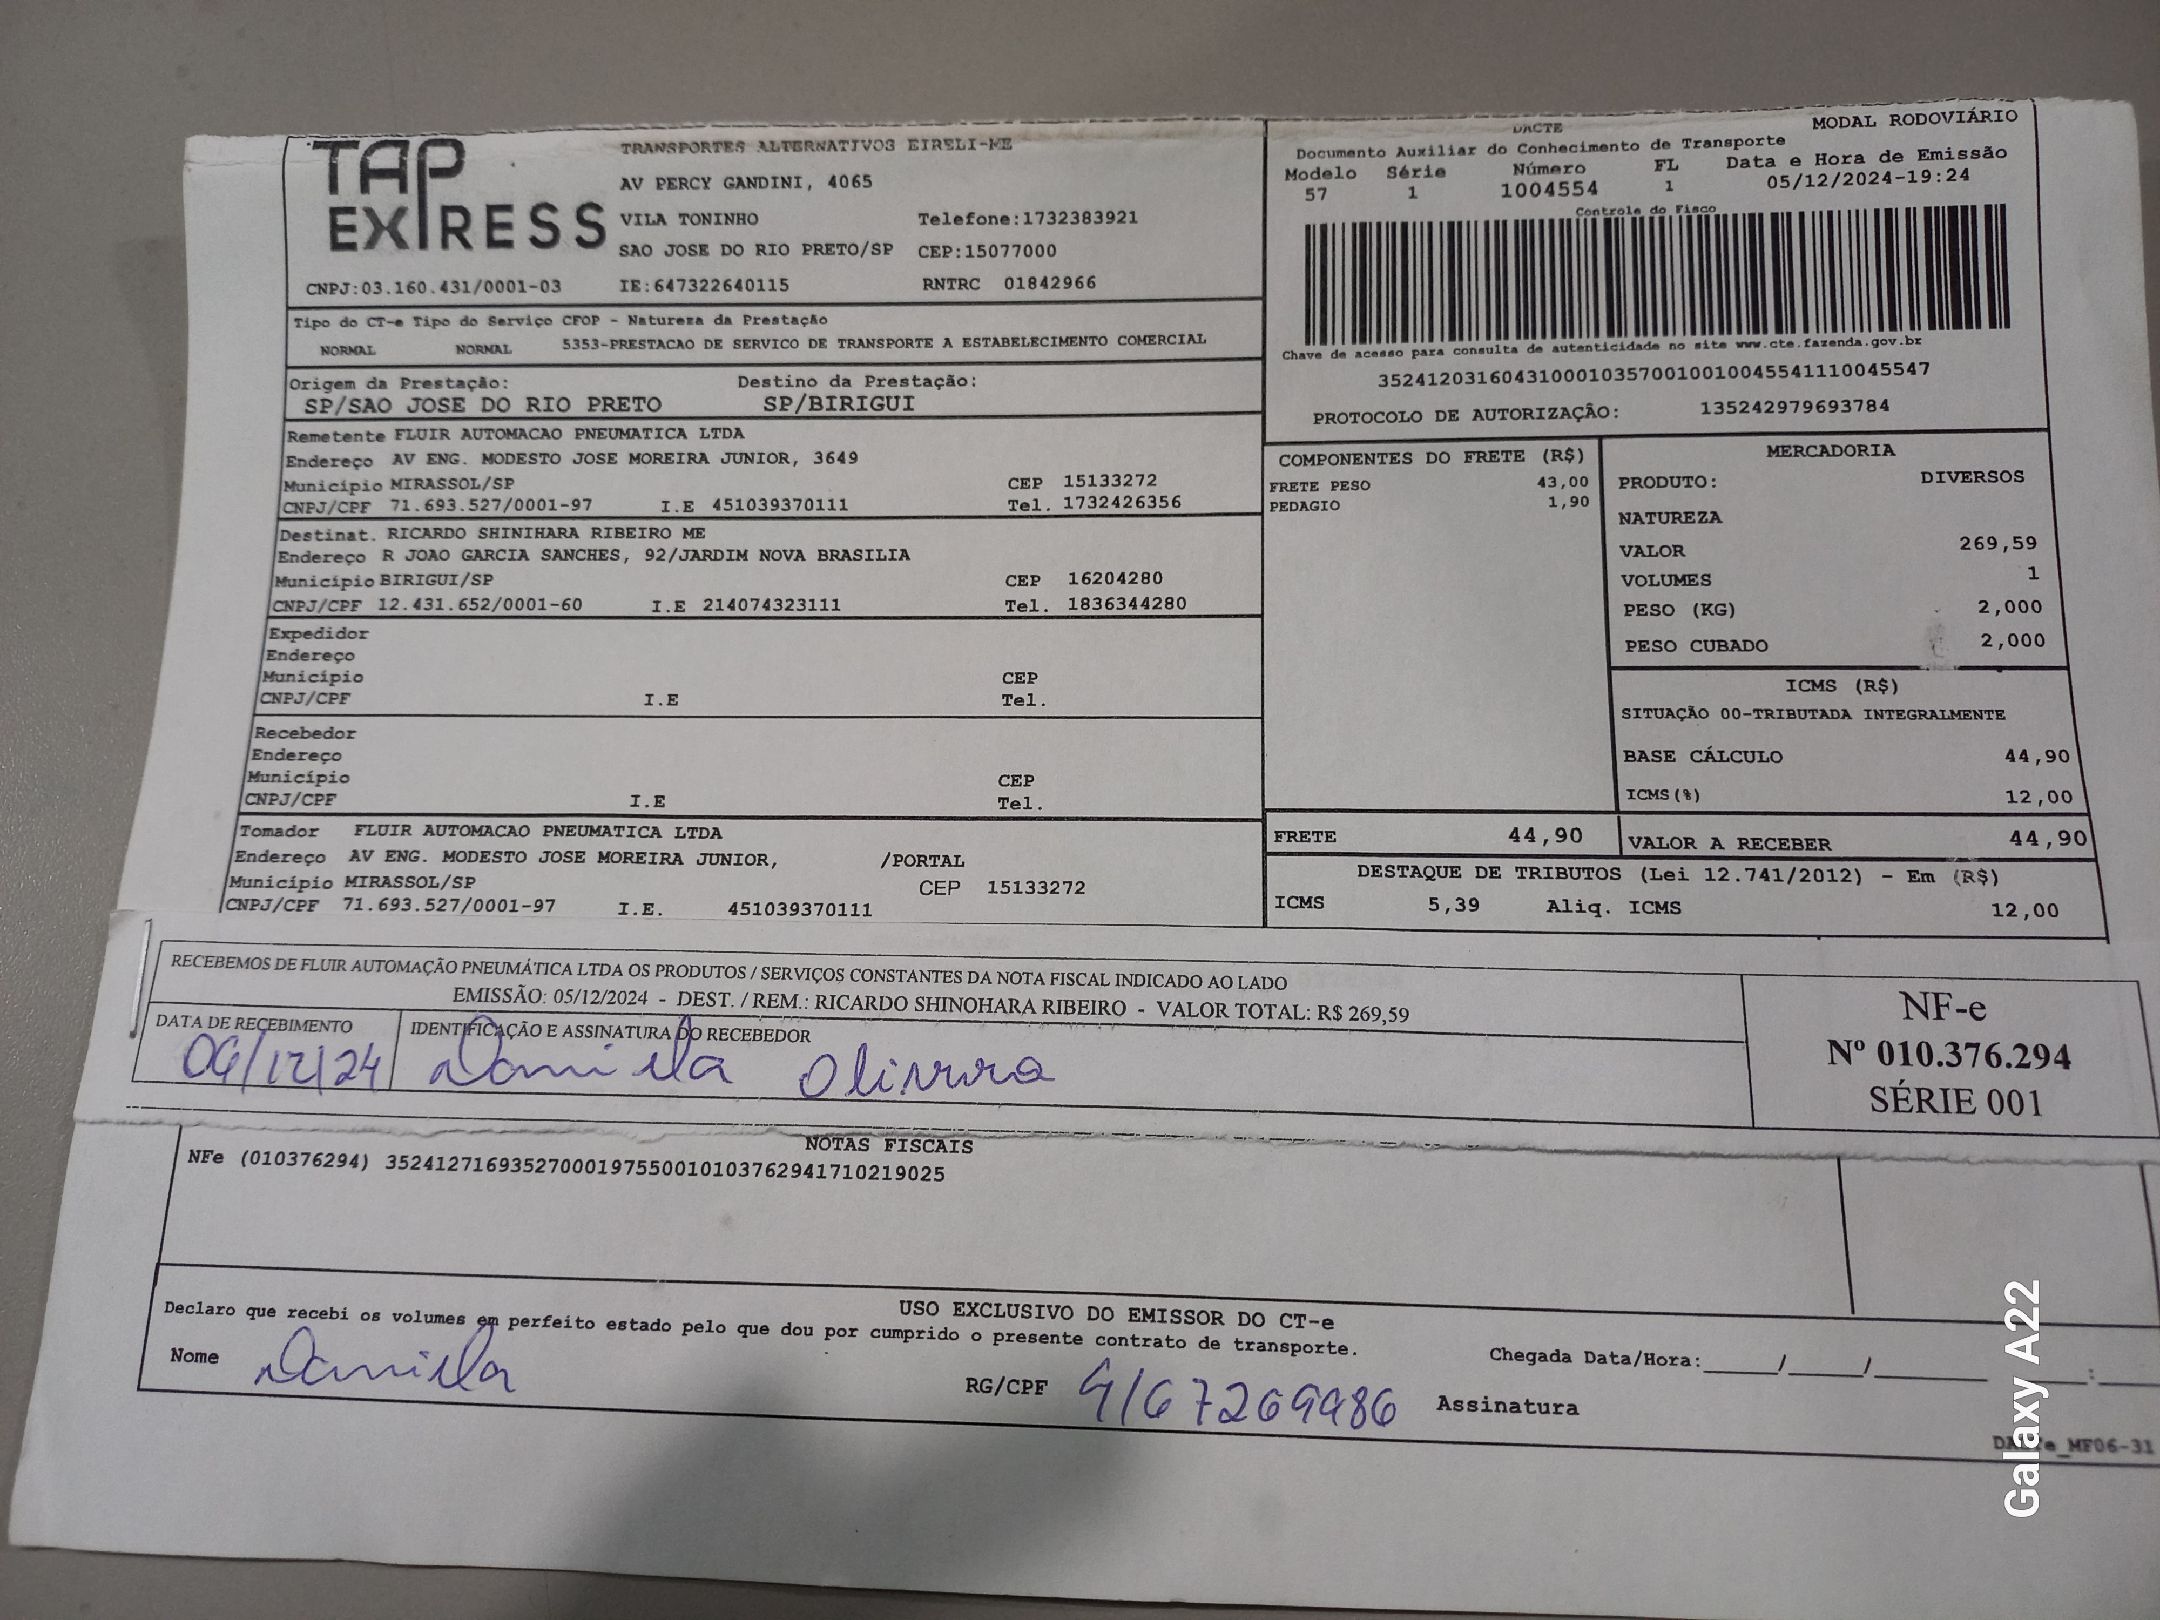 TAP EXPRESS
TRANSPORTES ALTERNATIVOS EIRELI-ME
AV PERCY GANDINI, 4065
VILA TONINHO Telefone:1732383921
SAO JOSE DO RIO PRETO/SP CEP:15077000
CNPJ:03.160.431/0001-03 IE:647322640115 RNTRC 01842966
DACTE MODAL RODOVIÁRIO
Documento Auxiliar do Conhecimento de Transporte
Modelo Série Número FL Data e Hora de Emissão
57 1 1004554 1 05/12/2024-19:24
Controle do Fisco
Chave de acesso para consulta de autenticidade no site www.cte.fazenda.gov.br
35241203160431000103570010010045541110045547
PROTOCOLO DE AUTORIZAÇÃO: 135242979693784
Tipo do CT-e Tipo do Serviço CFOP - Natureza da Prestação
NORMAL NORMAL 5353-PRESTACAO DE SERVICO DE TRANSPORTE A ESTABELECIMENTO COMERCIAL
Origem da Prestação: Destino da Prestação:
SP/SAO JOSE DO RIO PRETO SP/BIRIGUI
Remetente FLUIR AUTOMACAO PNEUMATICA LTDA
Endereço AV ENG. MODESTO JOSE MOREIRA JUNIOR, 3649
Município MIRASSOL/SP CEP 15133272
CNPJ/CPF 71.693.527/0001-97 I.E 451039370111 Tel. 1732426356
Destinat. RICARDO SHINIHARA RIBEIRO ME
Endereço R JOAO GARCIA SANCHES, 92/JARDIM NOVA BRASILIA
Município BIRIGUI/SP CEP 16204280
CNPJ/CPF 12.431.652/0001-60 I.E 214074323111 Tel. 1836344280
Expedidor
Endereço
Município CEP
CNPJ/CPF I.E Tel.
Recebedor
Endereço
Município CEP
CNPJ/CPF I.E Tel.
Tomador FLUIR AUTOMACAO PNEUMATICA LTDA
Endereço AV ENG. MODESTO JOSE MOREIRA JUNIOR, /PORTAL
Município MIRASSOL/SP CEP 15133272
CNPJ/CPF 71.693.527/0001-97 I.E. 451039370111
COMPONENTES DO FRETE (R$)
FRETE PESO 43,00
PEDAGIO 1,90
MERCADORIA
PRODUTO: DIVERSOS
NATUREZA
VALOR 269,59
VOLUMES 1
PESO (KG) 2,000
PESO CUBADO 2,000
ICMS (R$)
SITUAÇÃO 00-TRIBUTADA INTEGRALMENTE
BASE CÁLCULO 44,90
ICMS(%) 12,00
FRETE 44,90 VALOR A RECEBER 44,90
DESTAQUE DE TRIBUTOS (Lei 12.741/2012) - Em (R$)
ICMS 5,39 Aliq. ICMS 12,00
RECEBEMOS DE FLUIR AUTOMAÇÃO PNEUMÁTICA LTDA OS PRODUTOS / SERVIÇOS CONSTANTES DA NOTA FISCAL INDICADO AO LADO
EMISSÃO: 05/12/2024 - DEST. / REM.: RICARDO SHINOHARA RIBEIRO - VALOR TOTAL: R$ 269,59
DATA DE RECEBIMENTO IDENTIFICAÇÃO E ASSINATURA DO RECEBEDOR
06/12/24 Daniela Oliveira
NF-e
Nº 010.376.294
SÉRIE 001
NOTAS FISCAIS
NFe (010376294) 35241271693527000197550010103762941710219025
USO EXCLUSIVO DO EMISSOR DO CT-e
Declaro que recebi os volumes em perfeito estado pelo que dou por cumprido o presente contrato de transporte.
Nome Daniela RG/CPF Chegada Data/Hora:_____/_____/________ :
Assinatura
MF06-31
Galaxy A22